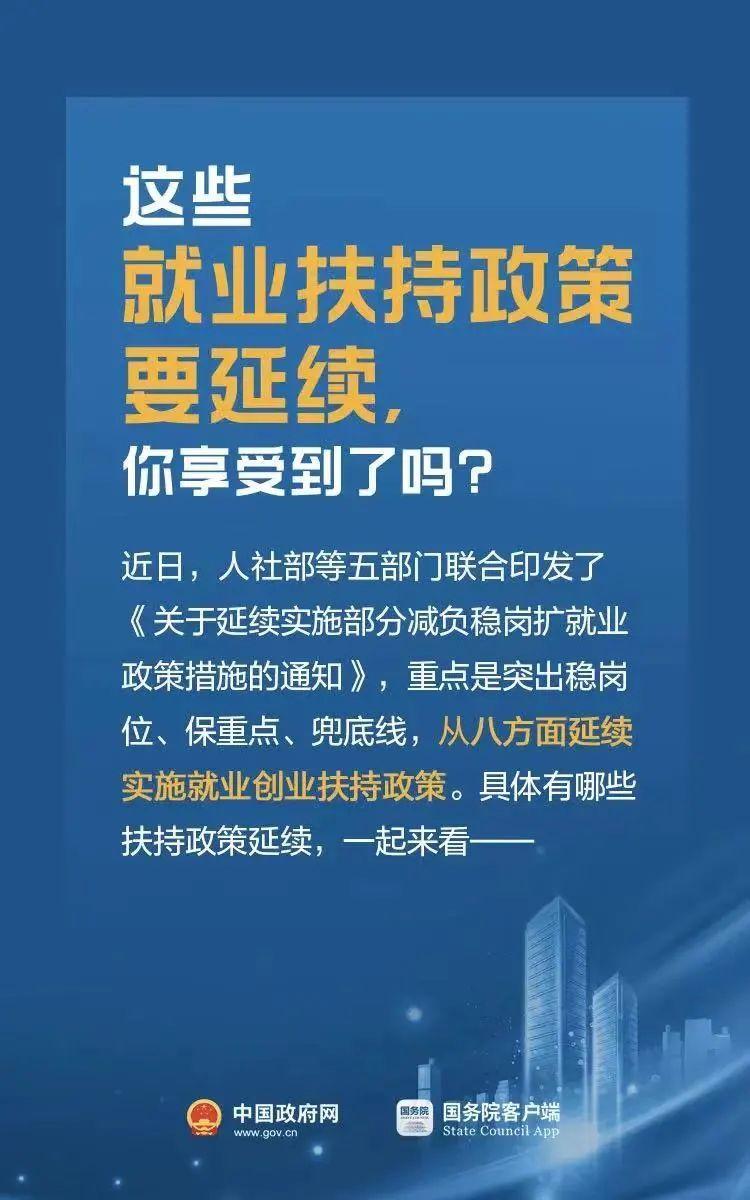 这些
就业扶持政策
要延续,
你享受到了吗?
近日，人社部等五部门联合印发了
《关于延续实施部分减负稳岗扩就业
政策措施的通知》，重点是突出稳岗
位、保重点、兜底线，从八方面延续
实施就业创业扶持政策。具体有哪些
扶持政策延续，一起来看——
中国政府网
www.gov.cn
国务院
国务院客户端
State Council App